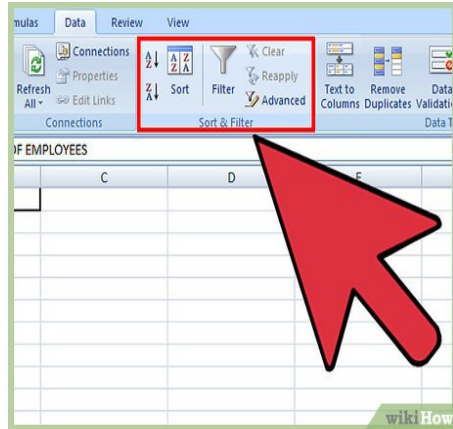 mulas Data Review View
Connections
Properties
Edit Links
Refresh
All
Connections
A
Z
Z
A
A Z
Z A
Sort
Filter
Clear
Reapply
Advanced
Sort & Filter
Text to
Columns
Remove
Duplicates
Data
Validatio
Data T
OF EMPLOYEES
C D E
wikiHow